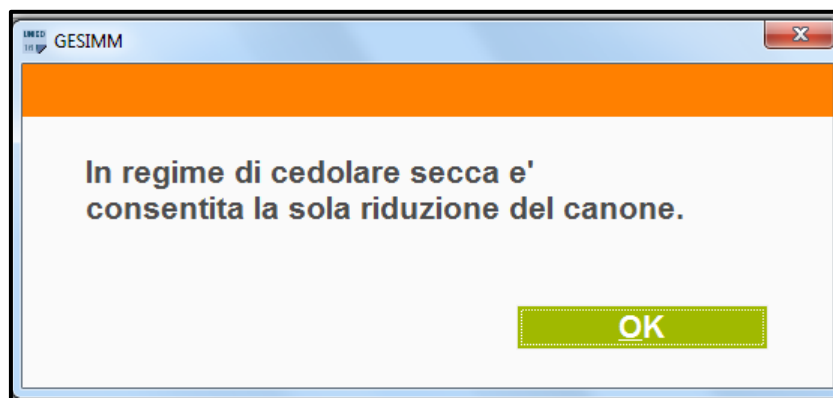 GESIMM
In regime di cedolare secca e'
consentita la sola riduzione del canone.
OK